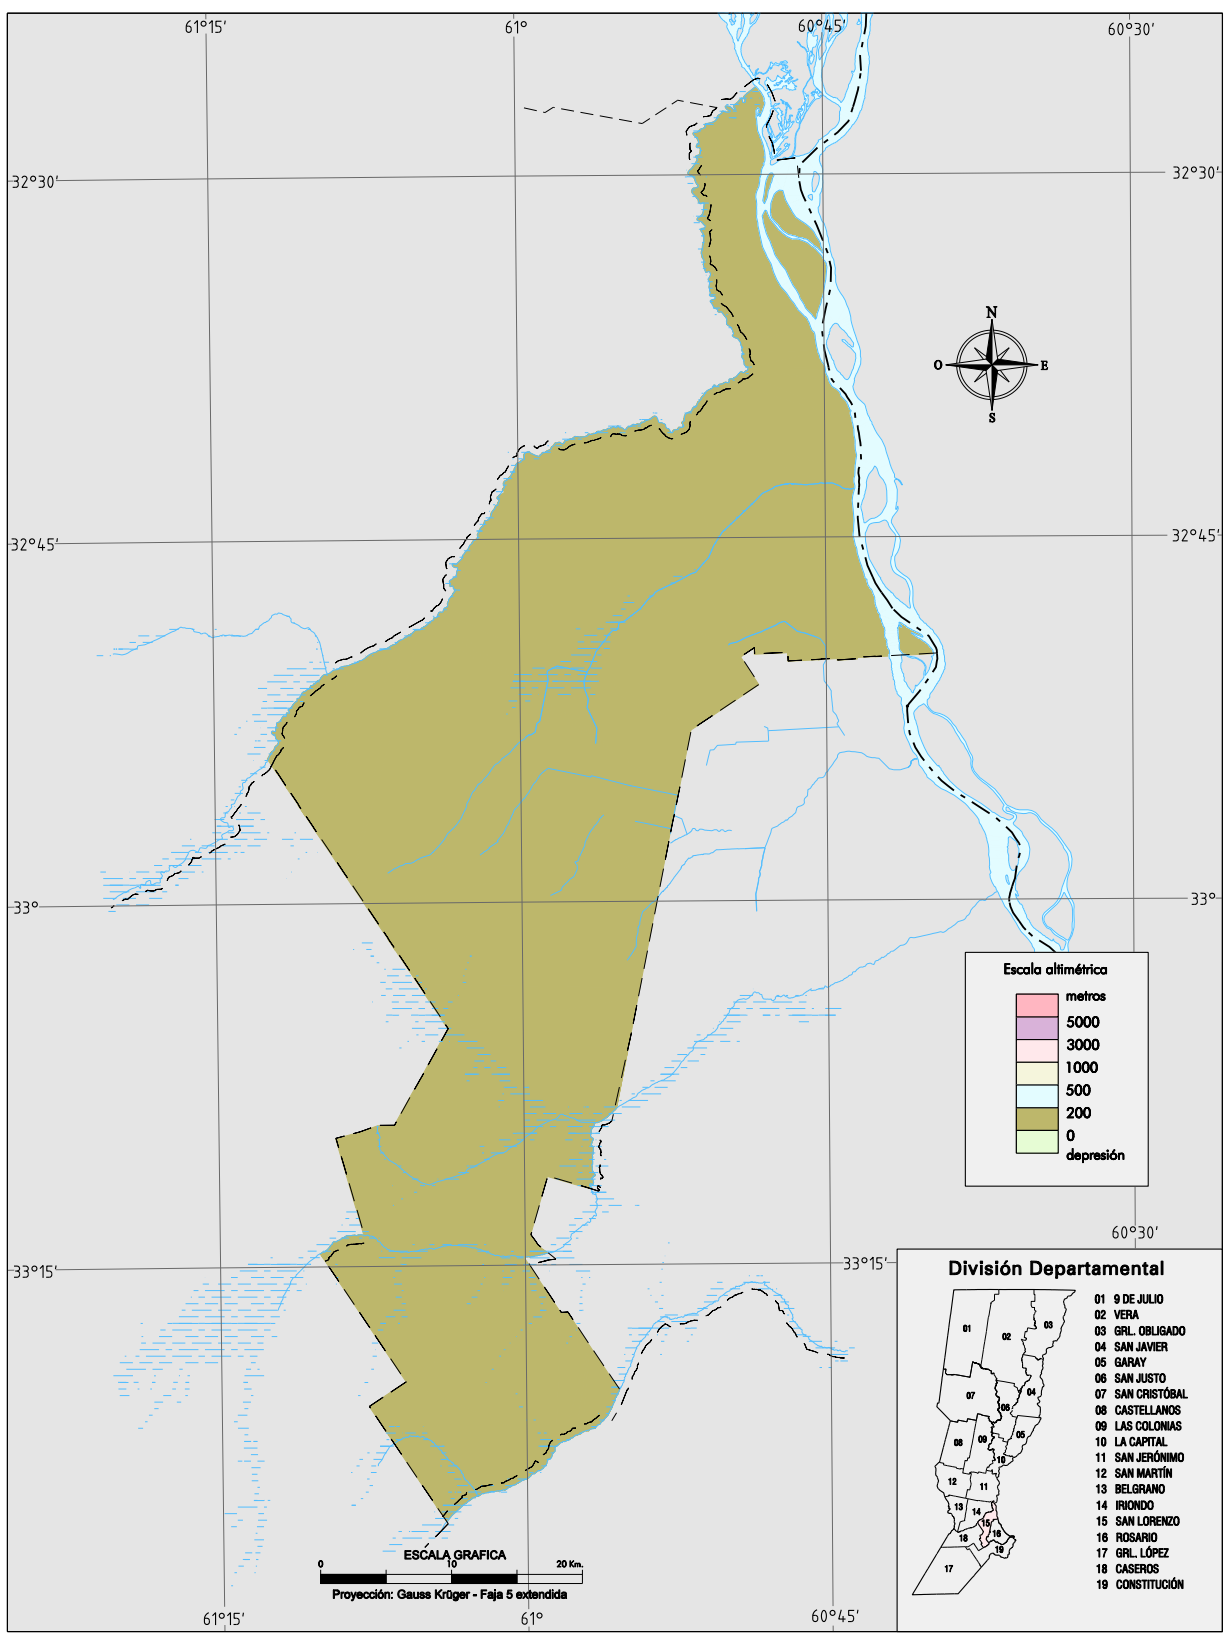 61°15'
61°
60°45'
60°30'
32°30'
32°30'
N
O
E
S
32°45'
32°45'
33°
33°
Escala altimétrica
metros
5000
3000
1000
500
200
0
depresión
60°30'
33°15'
33°15'
División Departamental
01 9 DE JULIO
02 VERA
03 GRL. OBLIGADO
04 SAN JAVIER
05 GARAY
06 SAN JUSTO
07 SAN CRISTÓBAL
08 CASTELLANOS
09 LAS COLONIAS
10 LA CAPITAL
11 SAN JERÓNIMO
12 SAN MARTÍN
13 BELGRANO
14 IRIONDO
15 SAN LORENZO
16 ROSARIO
17 GRL. LÓPEZ
18 CASEROS
19 CONSTITUCIÓN
01
02
03
04
07
06
05
08
09
10
12
11
13
14
15
16
18
19
17
ESCALA GRAFICA
0
10
20 Km.
Proyección: Gauss Krüger - Faja 5 extendida
61°15'
61°
60°45'